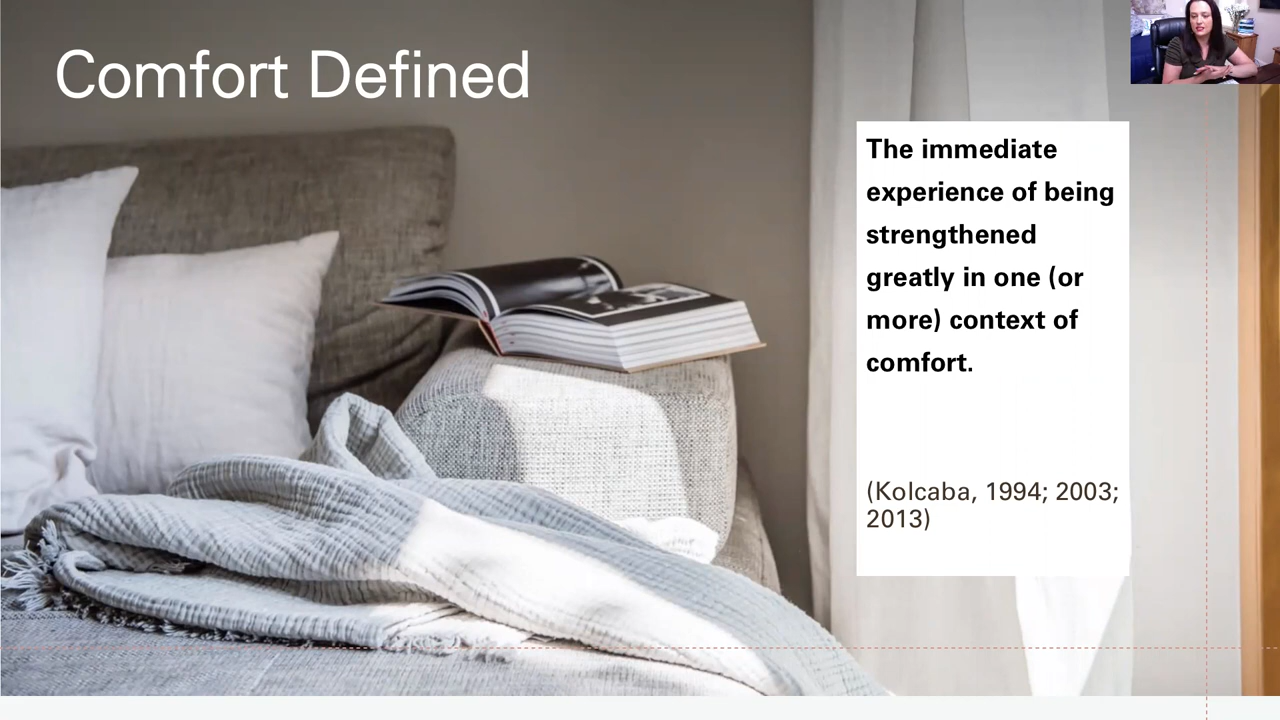 Comfort Defined
The immediate
experience of being
strengthened
greatly in one (or
more) context of
comfort.
(Kolcaba, 1994; 2003;
2013)